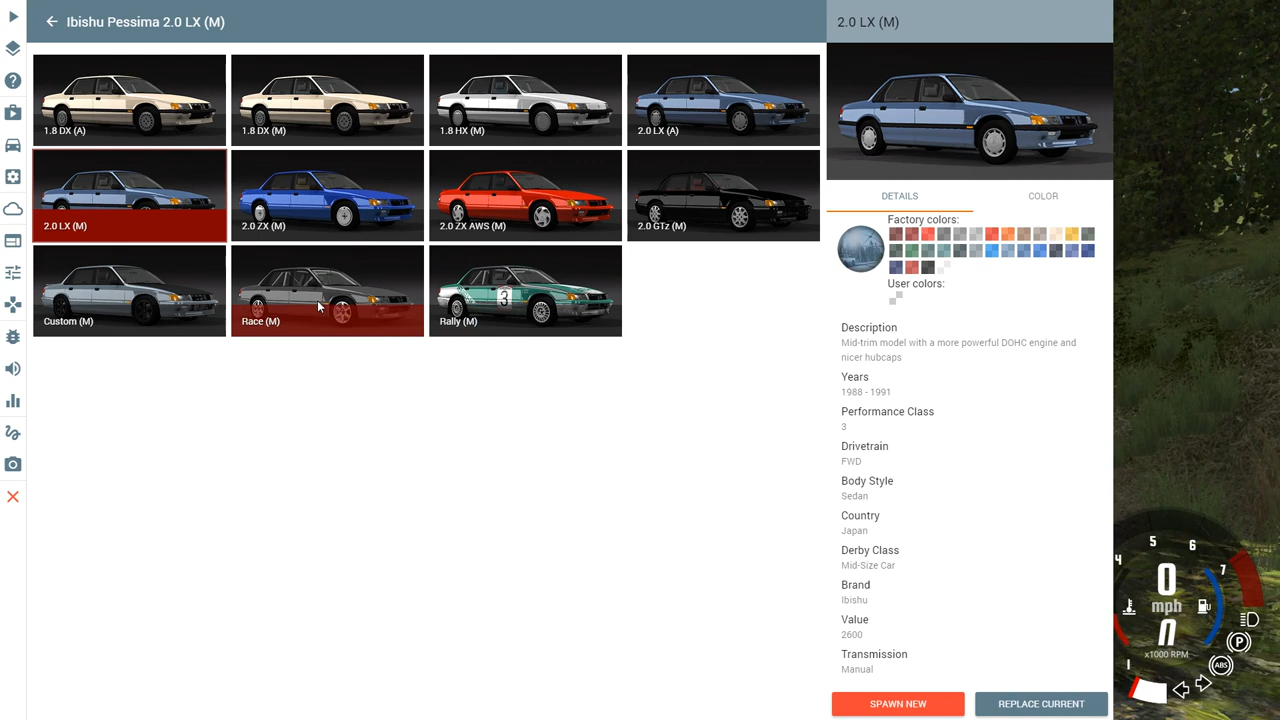 Ibishu Pessima 2.0 LX (M)
1.8 DX (A)
1.8 DX (M)
1.8 HX (M)
2.0 LX (A)
2.0 LX (M)
2.0 ZX (M)
2.0 ZX AWS (M)
2.0 GTz (M)
Custom (M)
Race (M)
3
Rally (M)
2.0 LX (M)
DETAILS
COLOR
Factory colors:
User colors:
Description
Mid-trim model with a more powerful DOHC engine and
nicer hubcaps
Years
1988 - 1991
Performance Class
3
Drivetrain
FWD
Body Style
Sedan
Country
Japan
Derby Class
Mid-Size Car
Brand
Ibishu
Value
2600
Transmission
Manual
SPAWN NEW
REPLACE CURRENT
4 5 6 7
0
mph
n
x1000 RPM
P
ABS